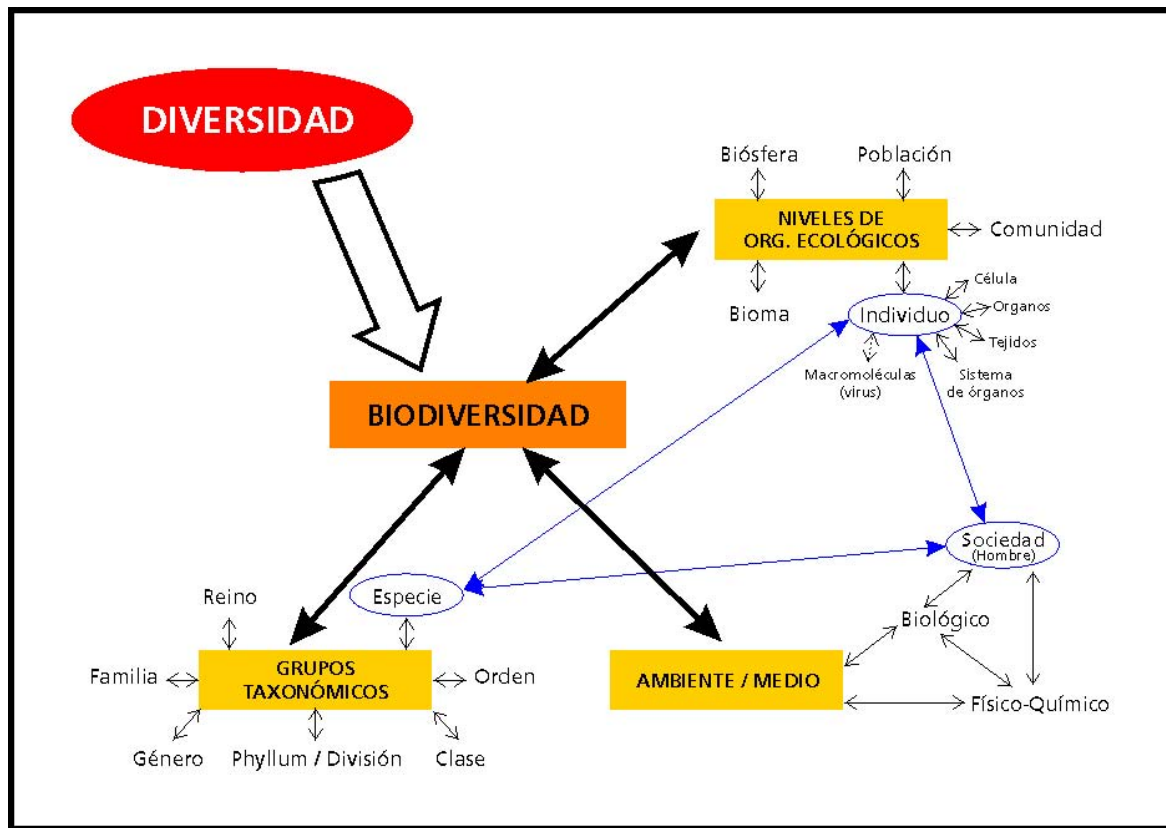 DIVERSIDAD
Biósfera
Población
NIVELES DE
ORG. ECOLÓGICOS
Comunidad
Bioma
Individuo
Célula
Organos
Tejidos
Sistema
de órganos
Macromoléculas
(virus)
BIODIVERSIDAD
Sociedad
(Hombre)
Reino
Especie
Biológico
Familia
GRUPOS
TAXONÓMICOS
Orden
AMBIENTE / MEDIO
Físico-Químico
Género
Phyllum / División
Clase